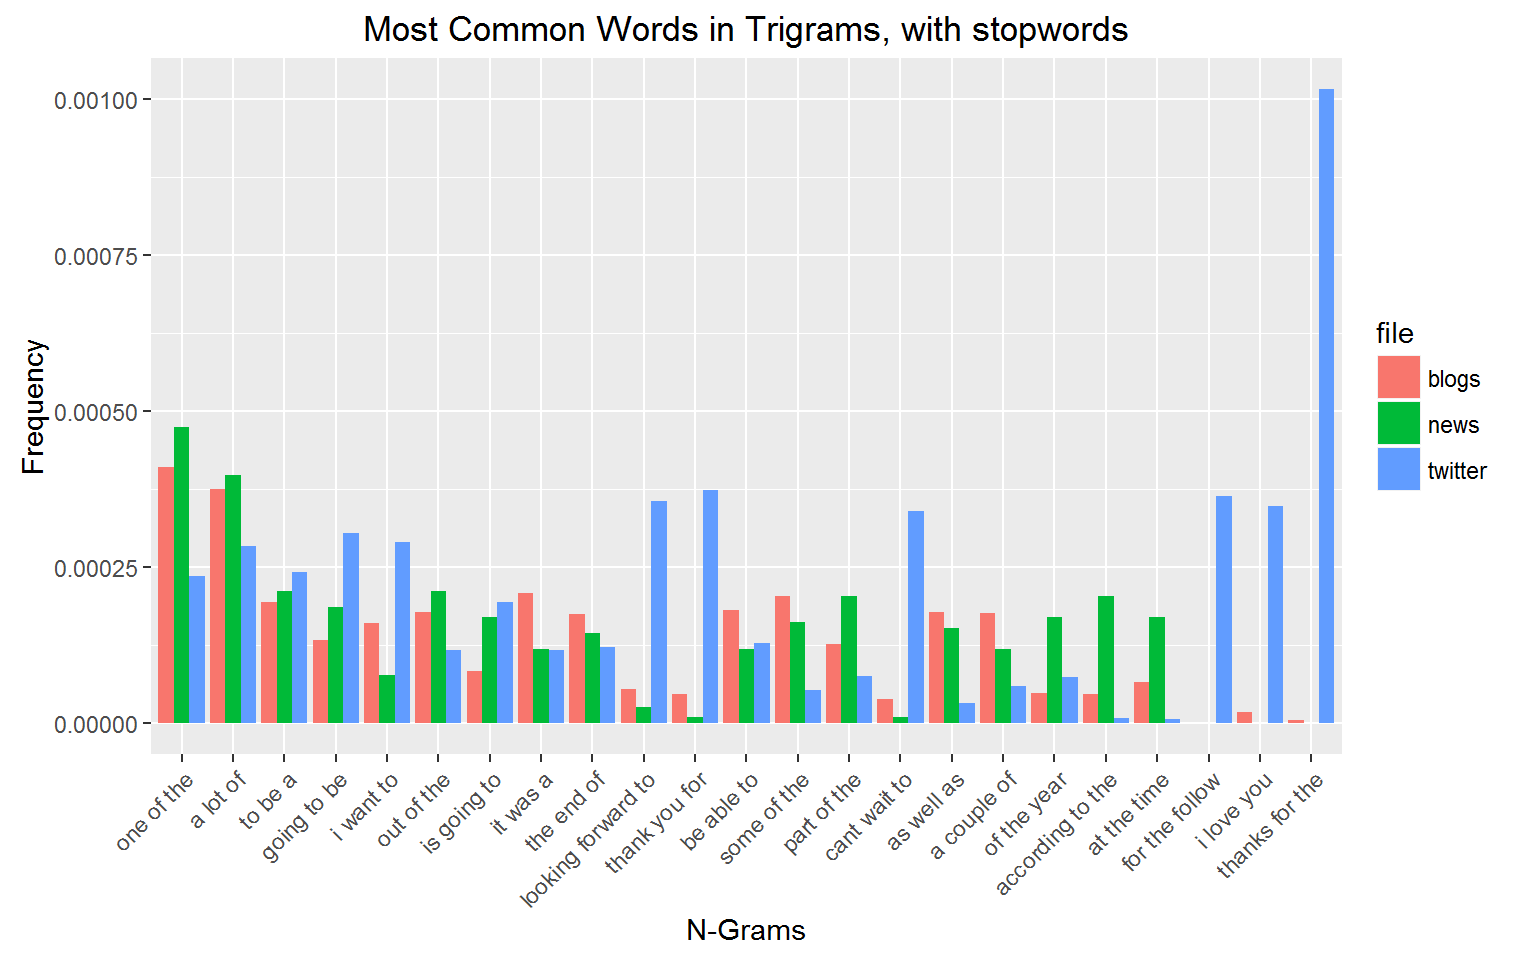 Most Common Words in Trigrams, with stopwords
Frequency
0.00100
0.00075
0.00050
0.00025
0.00000
one of the
a lot of
to be a
going to be
i want to
out of the
is going to
it was a
the end of
looking forward to
thank you for
be able to
some of the
part of the
cant wait to
as well as
a couple of
of the year
according to the
at the time
for the follow
i love you
thanks for the
N-Grams
file
blogs
news
twitter